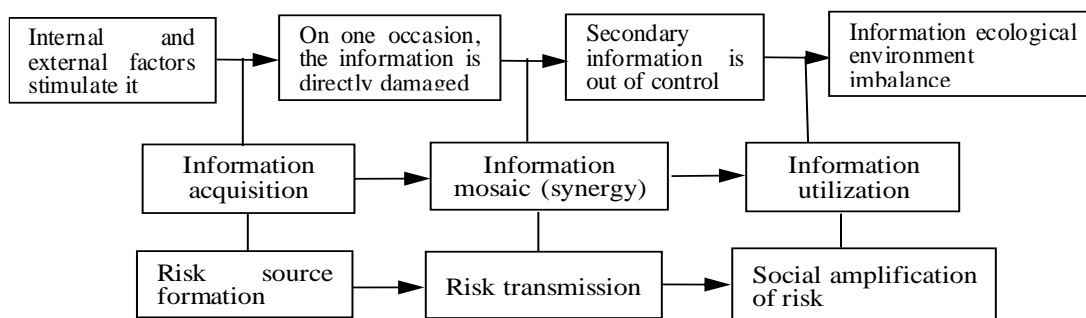 Internal and
external factors
stimulate it
On one occasion,
the information is
directly damaged
Secondary
information is
out of control
Information ecological
environment
imbalance
Information
acquisition
Information
mosaic (synergy)
Information
utilization
Risk source
formation
Risk transmission
Social amplification
of risk